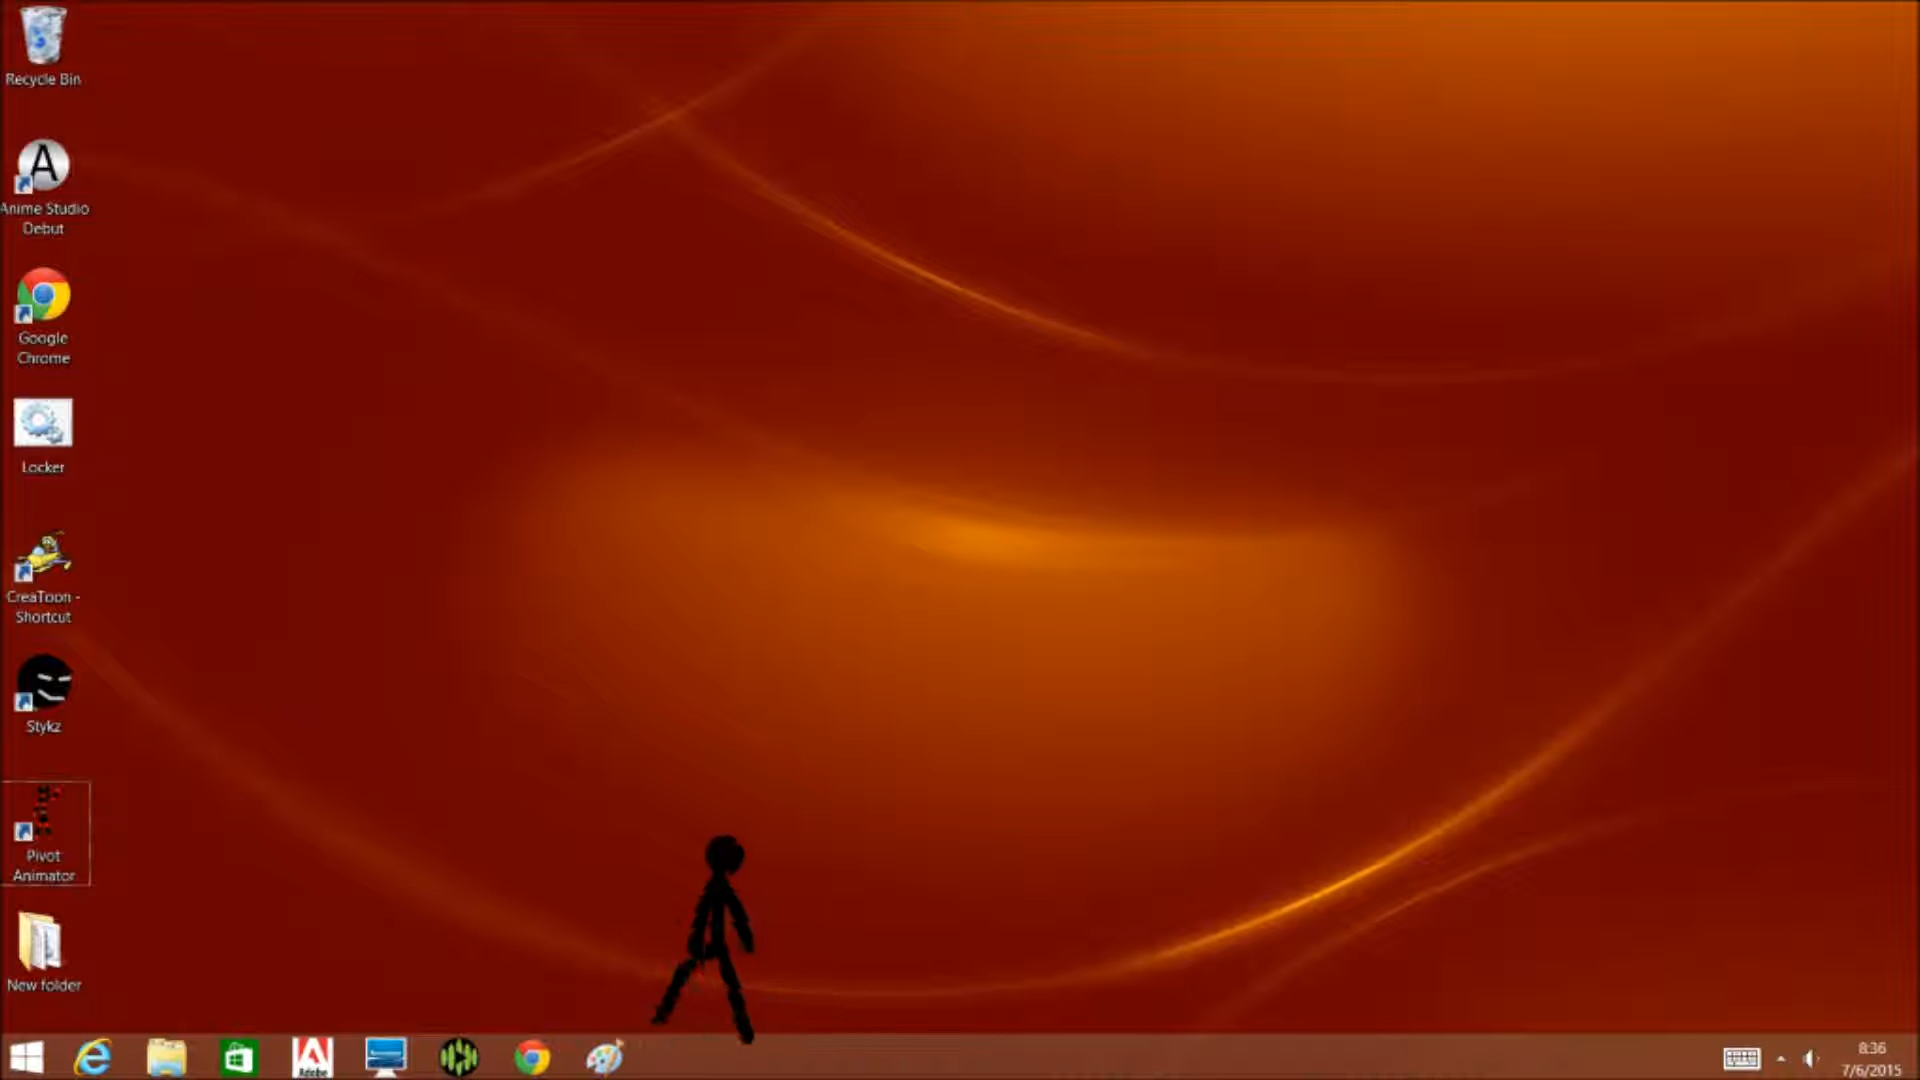 Recycle Bin
A
Anime Studio
Debut
Google
Chrome
Locker
CreaToon -
Shortcut
Stykz
Pivot
Animator
New folder
Adobe
8:36
7/6/2015